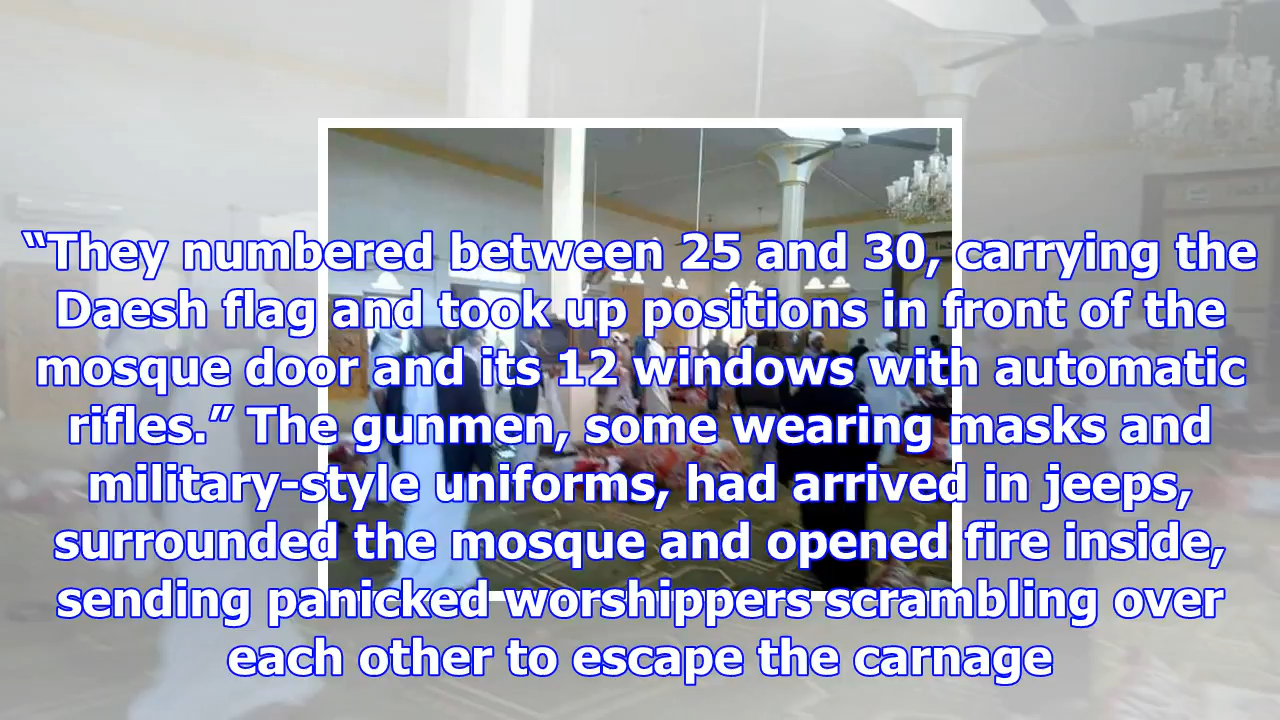 “They numbered between 25 and 30, carrying the
Daesh flag and took up positions in front of the
mosque door and its 12 windows with automatic
rifles.” The gunmen, some wearing masks and
military-style uniforms, had arrived in jeeps,
surrounded the mosque and opened fire inside,
sending panicked worshippers scrambling over
each other to escape the carnage